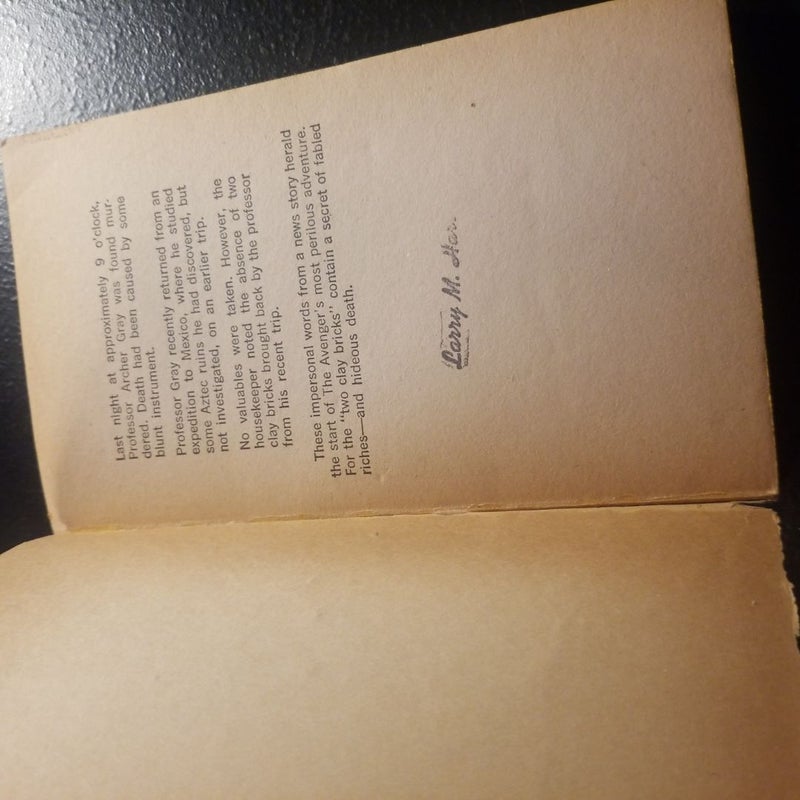 Last night at approximately 9 o'clock,
Professor Archer Gray was found mur-
dered. Death had been caused by some
blunt instrument.
Professor Gray recently returned from an
expedition to Mexico, where he studied
some Aztec ruins he had discovered, but
not investigated, on an earlier trip.
No valuables were taken. However, the
housekeeper noted the absence of two
clay bricks brought back by the professor
from his recent trip.
These impersonal words from a news story herald
the start of The Avenger's most perilous adventure.
For the "two clay bricks" contain a secret of fabled
riches—and hideous death.
Larry M.